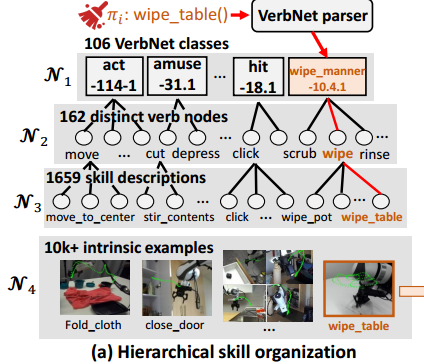 πᵢ: wipe_table()
VerbNet parser
106 VerbNet classes
𝒩₁
act -114-1
amuse -31.1
...
hit -18.1
wipe_manner -10.4.1
162 distinct verb nodes
𝒩₂
...
move ... cut depress click scrub wipe rinse
1659 skill descriptions
𝒩₃
... ...
move_to_center stir_contents click ... wipe_pot wipe_table
10k+ intrinsic examples
𝒩₄
Fold_cloth close_door ... wipe_table
(a) Hierarchical skill organization